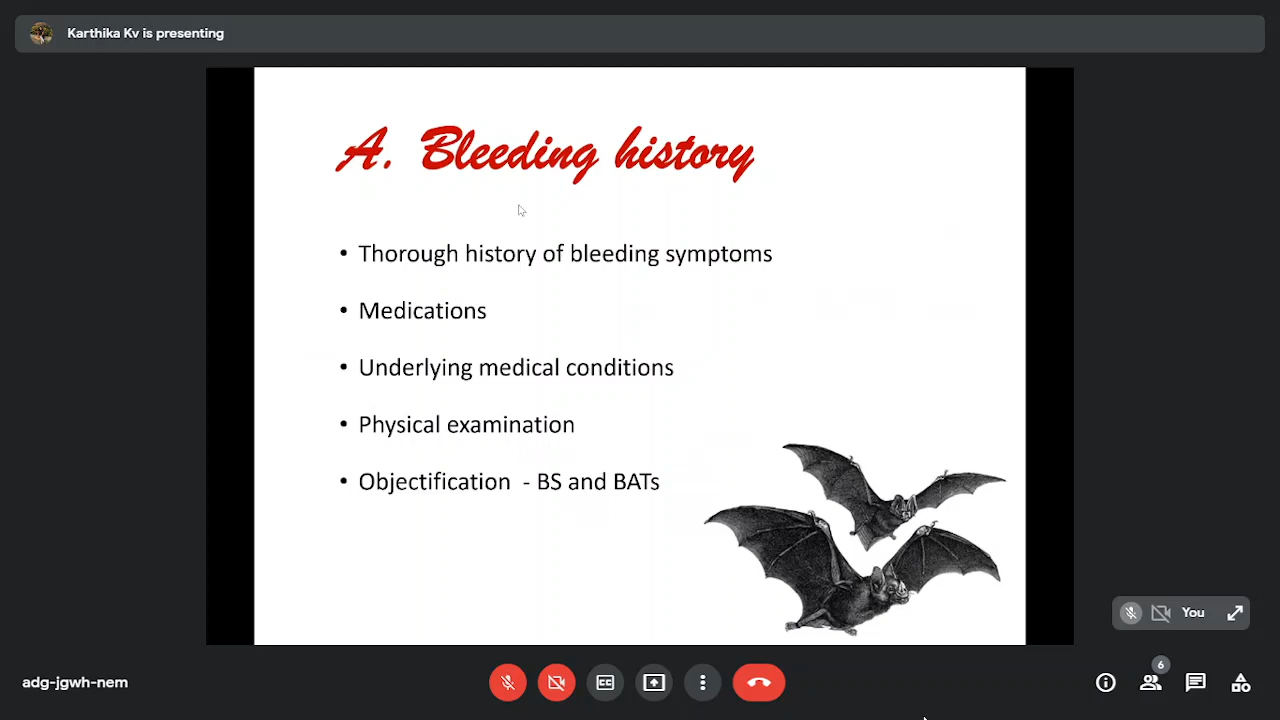 Karthika Kv is presenting
A. Bleeding history
• Thorough history of bleeding symptoms
• Medications
• Underlying medical conditions
• Physical examination
• Objectification - BS and BATs
You
adg-jgwh-nem
CC
6